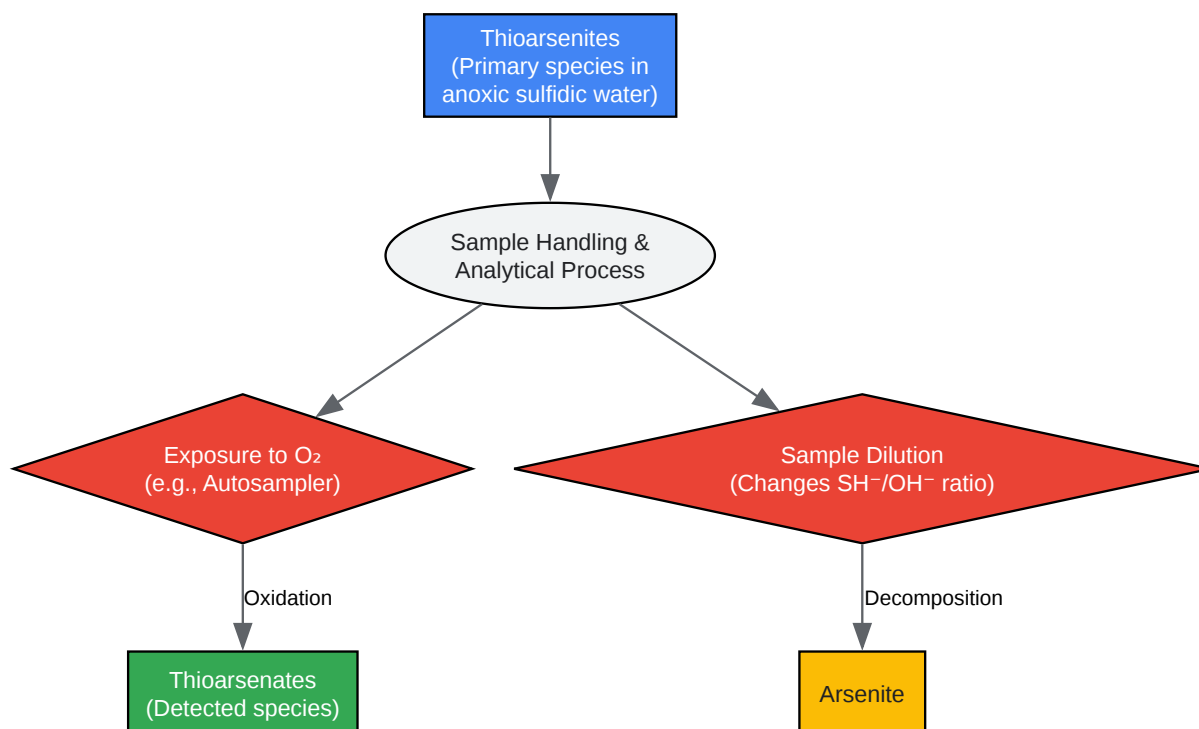 Thioarsenites
(Primary species in
anoxic sulfidic water)
Sample Handling &
Analytical Process
Exposure to O₂
(e.g., Autosampler)
Sample Dilution
(Changes SH⁻/OH⁻ ratio)
Oxidation
Decomposition
Thioarsenates
(Detected species)
Arsenite